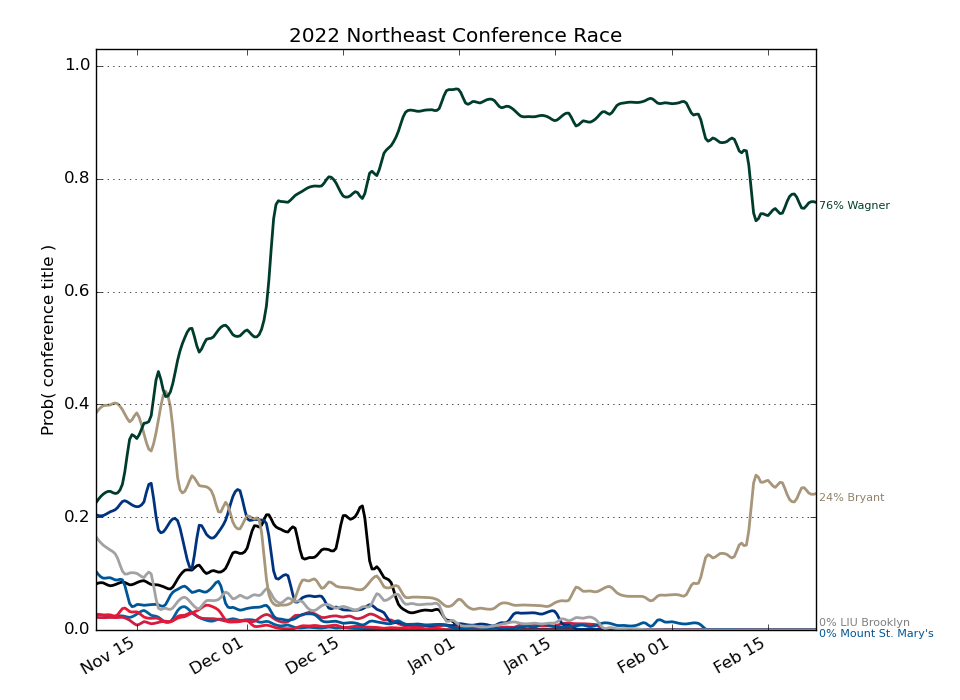 2022 Northeast Conference Race
Prob( conference title )
1.0
0.8
0.6
0.4
0.2
0.0
Nov 15
Dec 01
Dec 15
Jan 01
Jan 15
Feb 01
Feb 15
76% Wagner
24% Bryant
0% LIU Brooklyn
0% Mount St. Mary's